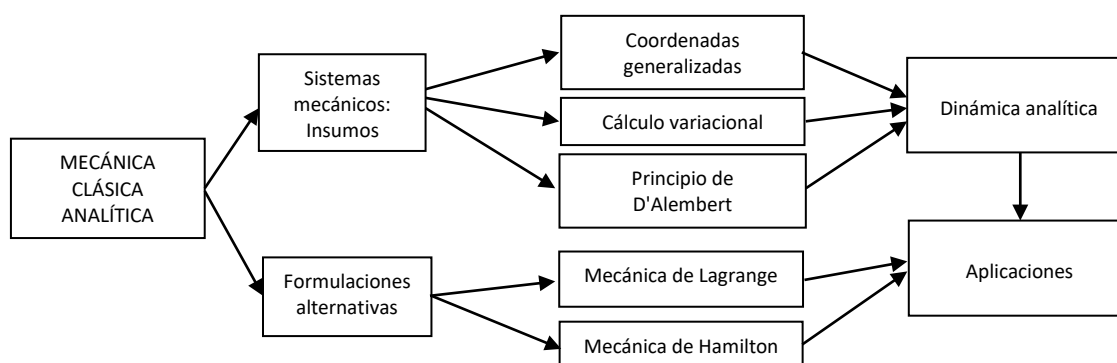 MECÁNICA
CLÁSICA
ANALÍTICA
Sistemas
mecánicos:
Insumos
Formulaciones
alternativas
Coordenadas
generalizadas
Cálculo variacional
Principio de
D'Alembert
Mecánica de Lagrange
Mecánica de Hamilton
Dinámica analítica
Aplicaciones